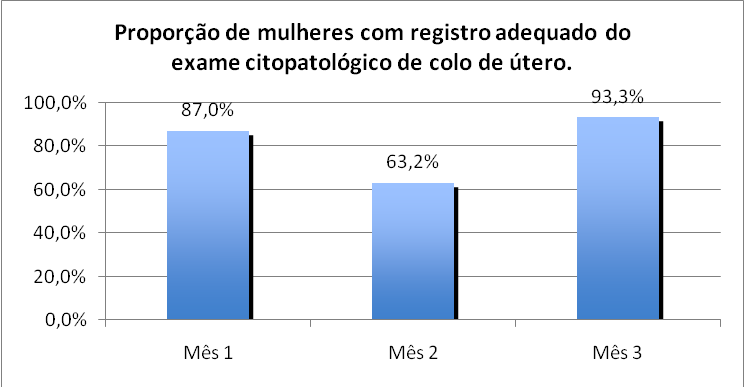 Proporção de mulheres com registro adequado do
exame citopatológico de colo de útero.
100,0%
80,0%
60,0%
40,0%
20,0%
0,0%
87,0%
63,2%
93,3%
Mês 1
Mês 2
Mês 3